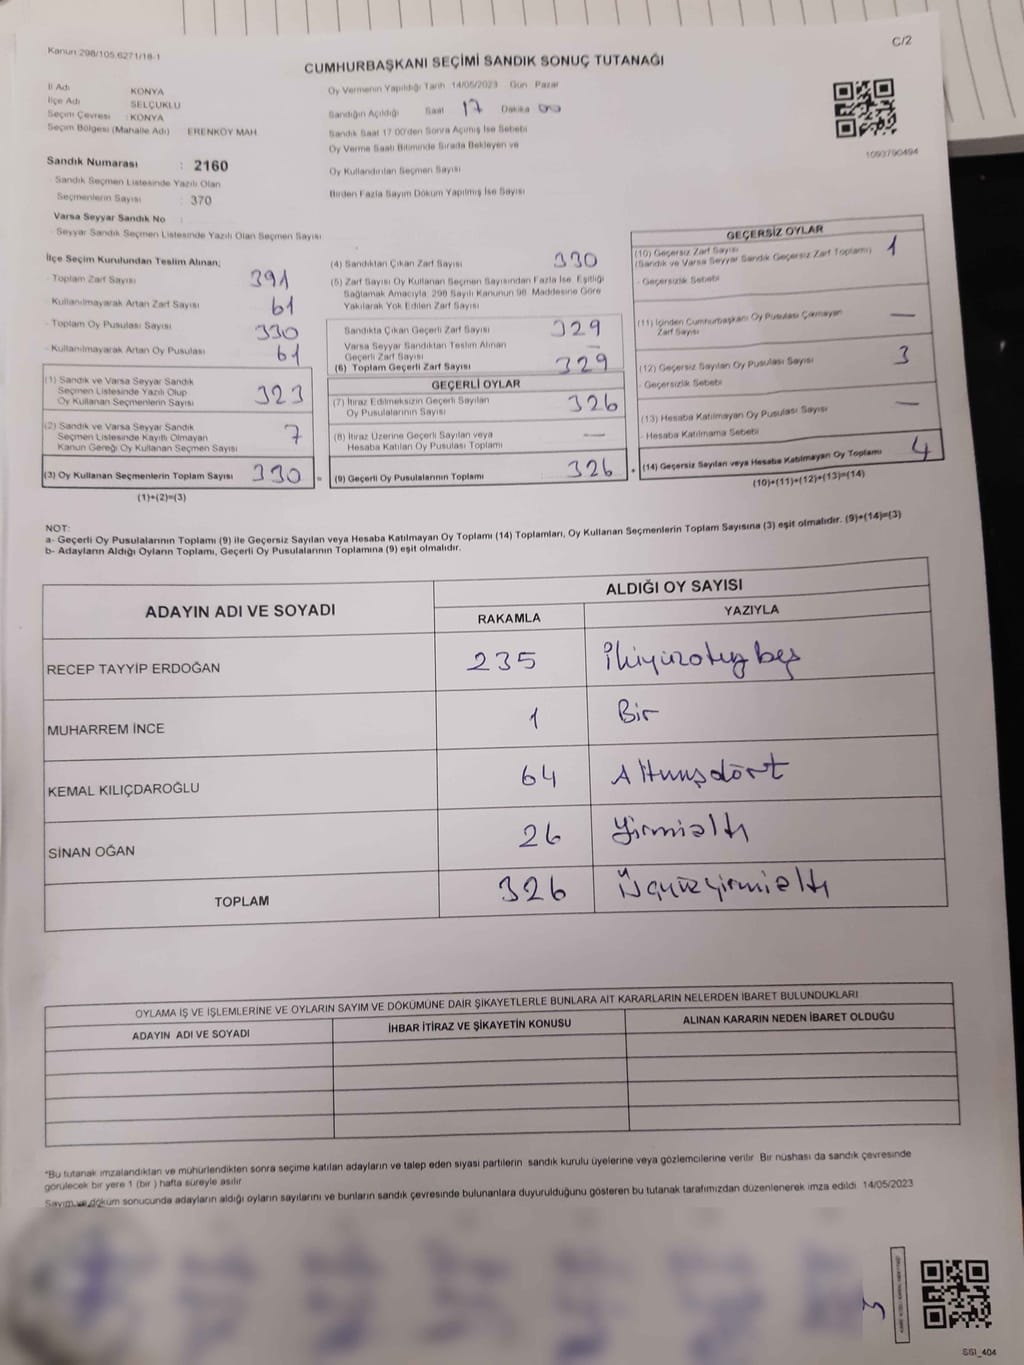 Kanun 298/105.6271/18-1
C/2
CUMHURBAŞKANI SEÇİMİ SANDIK SONUÇ TUTANAĞI
İl Adı KONYA
İlçe Adı SELÇUKLU
Seçim Çevresi : KONYA
Seçim Bölgesi (Mahalle Adı) ERENKÖY MAH
Sandık Numarası : 2160
Sandık Seçmen Listesinde Yazılı Olan
Seçmenlerin Sayısı : 370
Varsa Seyyar Sandık No
- Seyyar Sandık Seçmen Listesinde Yazılı Olan Seçmen Sayısı
Oy Vermenin Yapıldığı Tarih 14/05/2023 Gün Pazar
Sandığın Açıldığı Saat 17 Dakika 00
Sandık Saat 17 00'den Sonra Açılmış İse Sebebi
Oy Verme Saati Bitiminde Sırada Bekleyen ve
Oy Kullandırılan Seçmen Sayısı
Birden Fazla Sayım Döküm Yapılmış İse Sayısı
1093790494
İlçe Seçim Kurulundan Teslim Alınan;
- Toplam Zarf Sayısı 391
- Kullanılmayarak Artan Zarf Sayısı 61
- Toplam Oy Pusulası Sayısı 330
- Kullanılmayarak Artan Oy Pusulası 61
(1) Sandık ve Varsa Seyyar Sandık
Seçmen Listesinde Yazılı Olup
Oy Kullanan Seçmenlerin Sayısı 323
(2) Sandık ve Varsa Seyyar Sandık
Seçmen Listesinde Kayıtlı Olmayan
Kanun Gereği Oy Kullanan Seçmen Sayısı 7
(3) Oy Kullanan Seçmenlerin Toplam Sayısı 330 =
(1)+(2)=(3)
(4) Sandıktan Çıkan Zarf Sayısı 330
(5) Zarf Sayısı Oy Kullanan Seçmen Sayısından Fazla İse, Eşitliği
Sağlamak Amacıyla, 298 Sayılı Kanunun 98. Maddesine Göre
Yakılarak Yok Edilen Zarf Sayısı
Sandıkta Çıkan Geçerli Zarf Sayısı 329
Varsa Seyyar Sandıktan Teslim Alınan
Geçerli Zarf Sayısı —
(6) Toplam Geçerli Zarf Sayısı 329
GEÇERLİ OYLAR
(7) İtiraz Edilmeksizin Geçerli Sayılan
Oy Pusulalarının Sayısı 326
(8) İtiraz Üzerine Geçerli Sayılan veya
Hesaba Katılan Oy Pusulası Toplamı —
(9) Geçerli Oy Pusulalarının Toplamı 326 +
GEÇERSİZ OYLAR
(10) Geçersiz Zarf Sayısı
(Sandık ve Varsa Seyyar Sandık Geçersiz Zarf Toplamı) 1
- Geçersizlik Sebebi
(11) İçinden Cumhurbaşkanı Oy Pusulası Çıkmayan
Zarf Sayısı —
(12) Geçersiz Sayılan Oy Pusulası Sayısı 3
- Geçersizlik Sebebi
(13) Hesaba Katılmayan Oy Pusulası Sayısı —
- Hesaba Katılmama Sebebi
(14) Geçersiz Sayılan veya Hesaba Katılmayan Oy Toplamı 4
(10)+(11)+(12)+(13)=(14)
NOT:
a- Geçerli Oy Pusulalarının Toplamı (9) ile Geçersiz Sayılan veya Hesaba Katılmayan Oy Toplamı (14) Toplamları, Oy Kullanan Seçmenlerin Toplam Sayısına (3) eşit olmalıdır. (9)+(14)=(3)
b- Adayların Aldığı Oyların Toplamı, Geçerli Oy Pusulalarının Toplamına (9) eşit olmalıdır.
ADAYIN ADI VE SOYADI ALDIĞI OY SAYISI
RAKAMLA YAZIYLA
RECEP TAYYİP ERDOĞAN 235 İkiyüzotuzbeş
MUHARREM İNCE 1 Bir
KEMAL KILIÇDAROĞLU 64 Altmışdört
SİNAN OĞAN 26 Yirmialtı
TOPLAM 326 Üçyüzyirmialtı
OYLAMA İŞ VE İŞLEMLERİNE VE OYLARIN SAYIM VE DÖKÜMÜNE DAİR ŞİKAYETLERLE BUNLARA AİT KARARLARIN NELERDEN İBARET BULUNDUKLARI
ADAYIN ADI VE SOYADI İHBAR İTİRAZ VE ŞİKAYETİN KONUSU ALINAN KARARIN NEDEN İBARET OLDUĞU
*Bu tutanak imzalandıktan ve mühürlendikten sonra seçime katılan adayların ve talep eden siyasi partilerin sandık kurulu üyelerine veya gözlemcilerine verilir Bir nüshası da sandık çevresinde
görülecek bir yere 1 (bir ) hafta süreyle asılır
Sayım ve döküm sonucunda adayların aldığı oyların sayılarını ve bunların sandık çevresinde bulunanlara duyurulduğunu gösteren bu tutanak tarafımızdan düzenlenerek imza edildi 14/05/2023
SSI_404